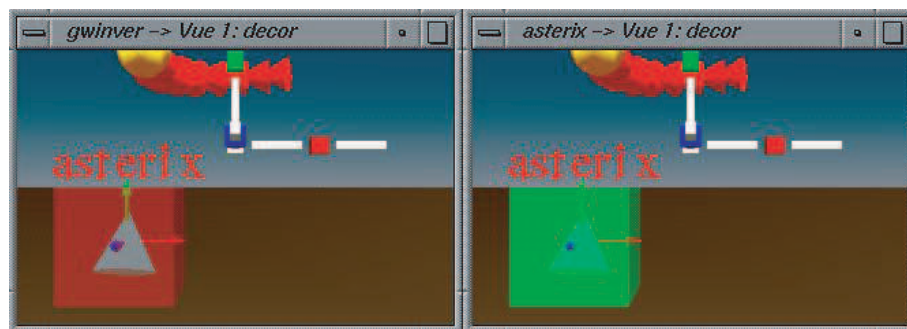 gwinver -> Vue 1: decor
asterix -> Vue 1: decor
asterix
asterix